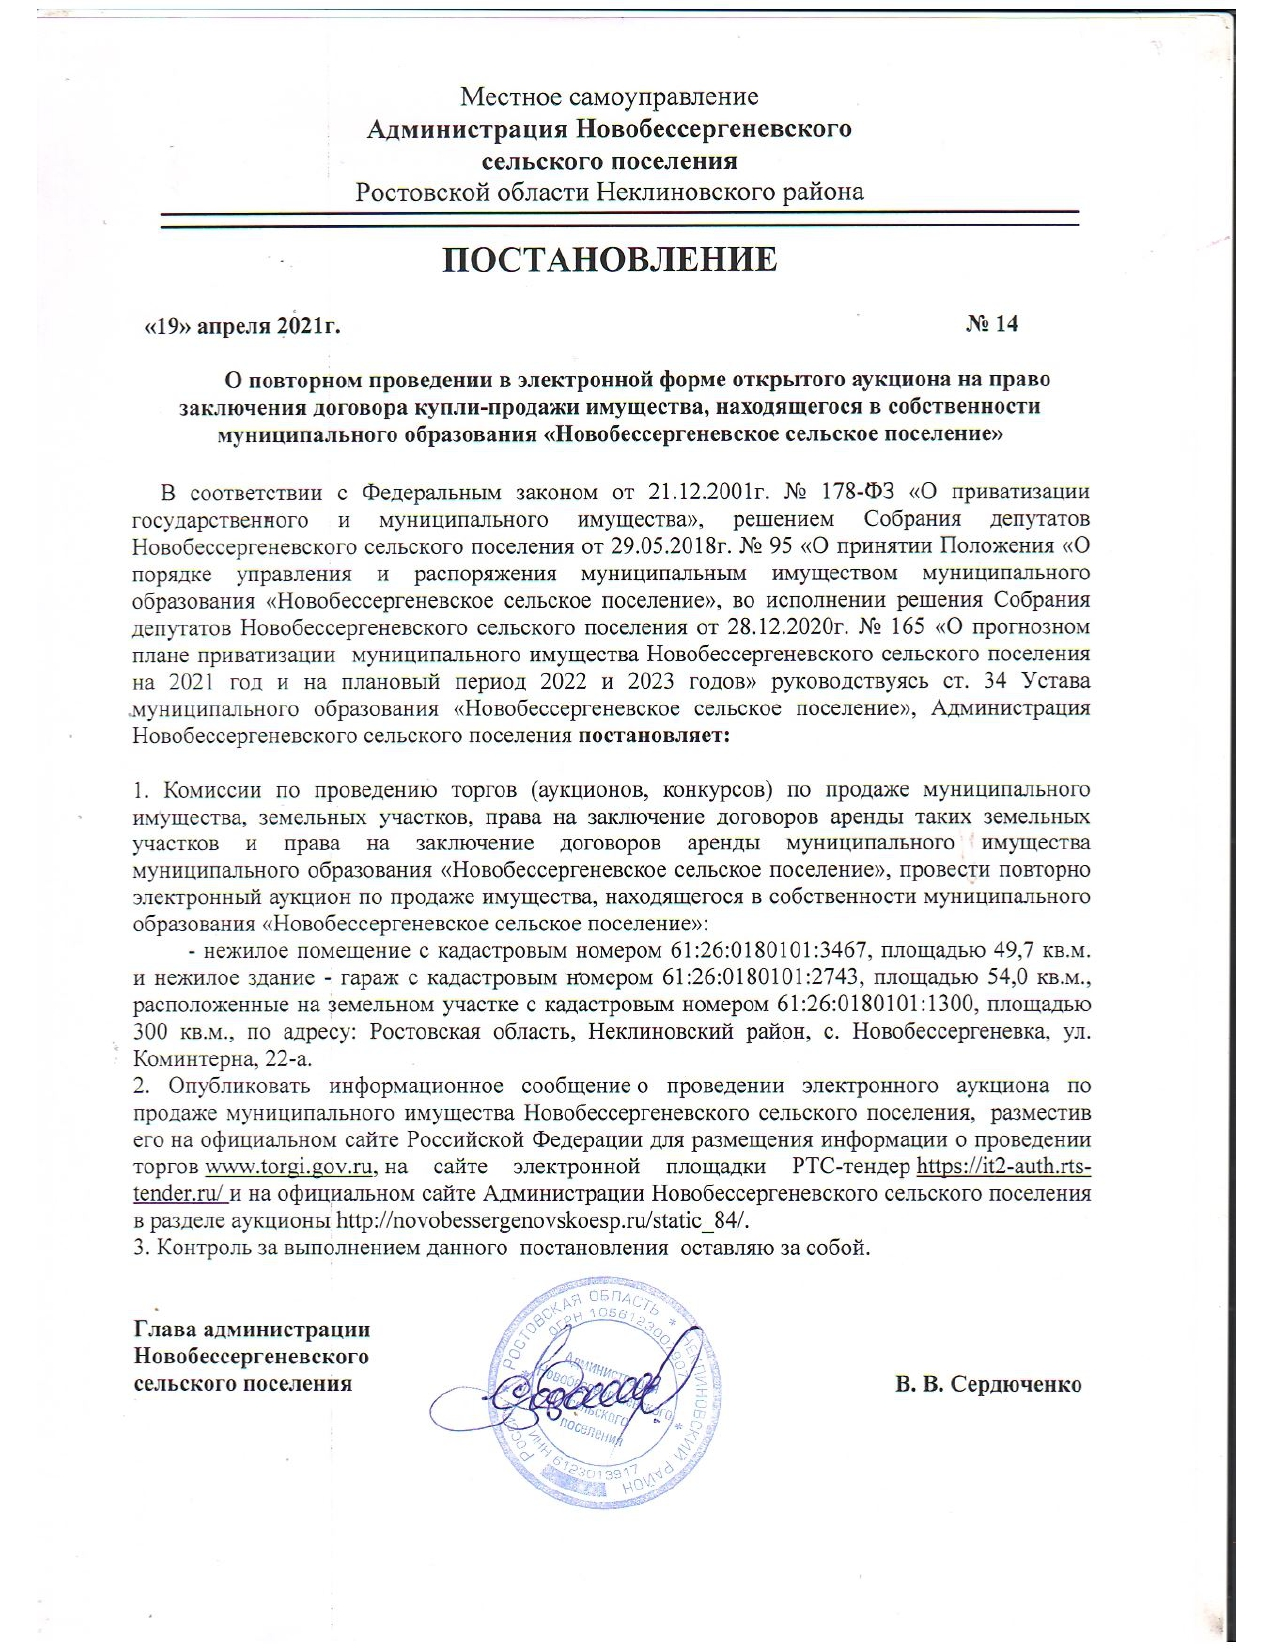 Местное самоуправление
Администрация Новобессергеневского
сельского поселения
Ростовской области Неклиновского района
ПОСТАНОВЛЕНИЕ
«19» апреля 2021г. № 14
О повторном проведении в электронной форме открытого аукциона на право
заключения договора купли-продажи имущества, находящегося в собственности
муниципального образования «Новобессергеневское сельское поселение»
В соответствии с Федеральным законом от 21.12.2001г. № 178-ФЗ «О приватизации
государственного и муниципального имущества», решением Собрания депутатов
Новобессергеневского сельского поселения от 29.05.2018г. № 95 «О принятии Положения «О
порядке управления и распоряжения муниципальным имуществом муниципального
образования «Новобессергеневское сельское поселение», во исполнении решения Собрания
депутатов Новобессергеневского сельского поселения от 28.12.2020г. № 165 «О прогнозном
плане приватизации муниципального имущества Новобессергеневского сельского поселения
на 2021 год и на плановый период 2022 и 2023 годов» руководствуясь ст. 34 Устава
муниципального образования «Новобессергеневское сельское поселение», Администрация
Новобессергеневского сельского поселения постановляет:
1. Комиссии по проведению торгов (аукционов, конкурсов) по продаже муниципального
имущества, земельных участков, права на заключение договоров аренды таких земельных
участков и права на заключение договоров аренды муниципального имущества
муниципального образования «Новобессергеневское сельское поселение», провести повторно
электронный аукцион по продаже имущества, находящегося в собственности муниципального
образования «Новобессергеневское сельское поселение»:
- нежилое помещение с кадастровым номером 61:26:0180101:3467, площадью 49,7 кв.м.
и нежилое здание - гараж с кадастровым номером 61:26:0180101:2743, площадью 54,0 кв.м.,
расположенные на земельном участке с кадастровым номером 61:26:0180101:1300, площадью
300 кв.м., по адресу: Ростовская область, Неклиновский район, с. Новобессергеневка, ул.
Коминтерна, 22-а.
2. Опубликовать информационное сообщение о проведении электронного аукциона по
продаже муниципального имущества Новобессергеневского сельского поселения, разместив
его на официальном сайте Российской Федерации для размещения информации о проведении
торгов www.torgi.gov.ru, на сайте электронной площадки РТС-тендер https://it2-auth.rts-
tender.ru/ и на официальном сайте Администрации Новобессергеневского сельского поселения
в разделе аукционы http://novobessergenovskoesp.ru/static_84/.
3. Контроль за выполнением данного постановления оставляю за собой.
Глава администрации
Новобессергеневского
сельского поселения В. В. Сердюченко
РОСТОВСКАЯ ОБЛАСТЬ * НЕКЛИНОВСКИЙ РАЙОН
ОГРН 1056123004907
Администрация
сельского
поселения
ИНН 6123013917